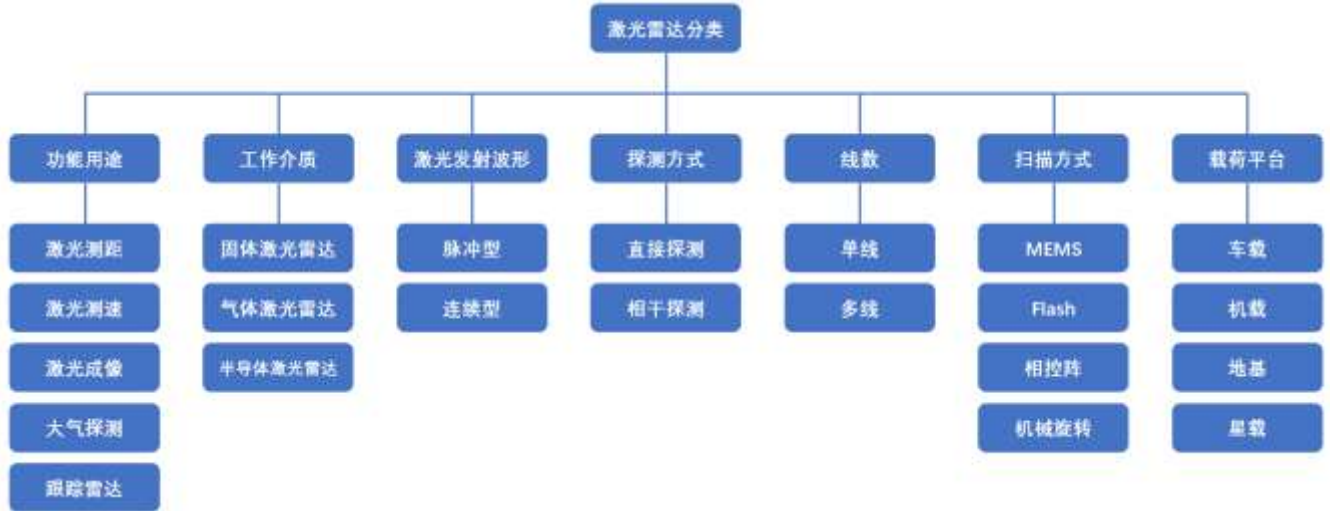 激光雷达分类
功能用途
工作介质
激光发射波形
探测方式
线数
扫描方式
载荷平台
激光测距
固体激光雷达
脉冲型
直接探测
单线
MEMS
车载
激光测速
气体激光雷达
连续型
相干探测
多线
Flash
机载
激光成像
半导体激光雷达
相控阵
地基
大气探测
机械旋转
星载
跟踪雷达